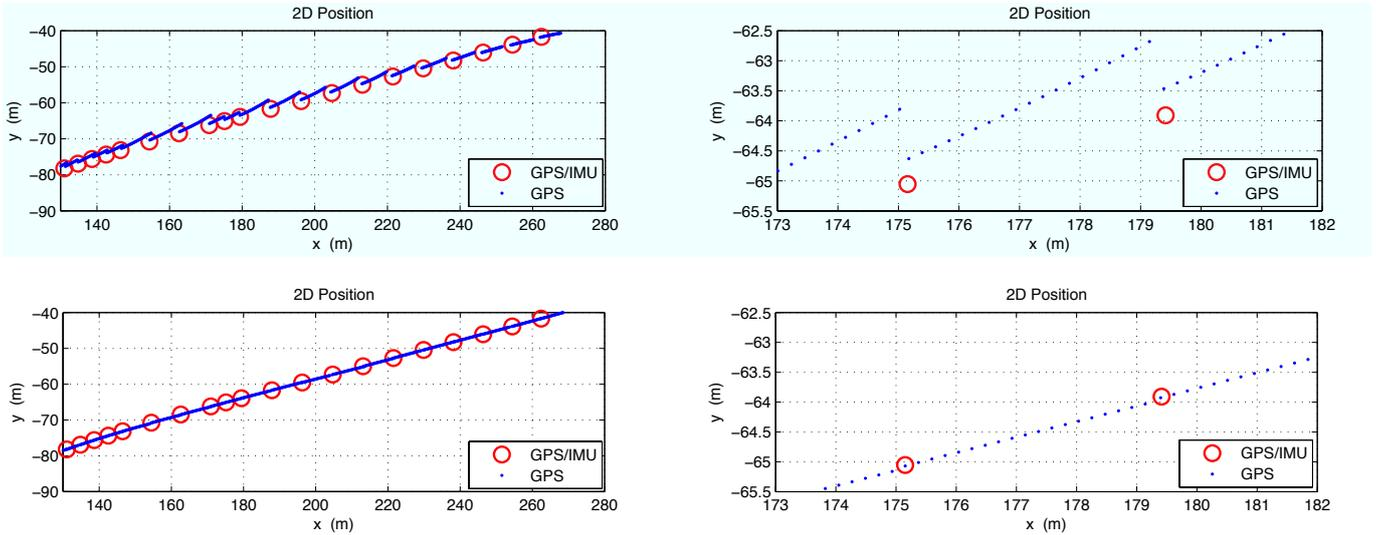 2D Position
−40
−50
−60
−70
−80
−90
y (m)
140 160 180 200 220 240 260 280
x (m)
GPS/IMU
GPS
2D Position
−62.5
−63
−63.5
−64
−64.5
−65
−65.5
y (m)
173 174 175 176 177 178 179 180 181 182
x (m)
GPS/IMU
GPS
2D Position
−40
−50
−60
−70
−80
−90
y (m)
140 160 180 200 220 240 260 280
x (m)
GPS/IMU
GPS
2D Position
−62.5
−63
−63.5
−64
−64.5
−65
−65.5
y (m)
173 174 175 176 177 178 179 180 181 182
x (m)
GPS/IMU
GPS